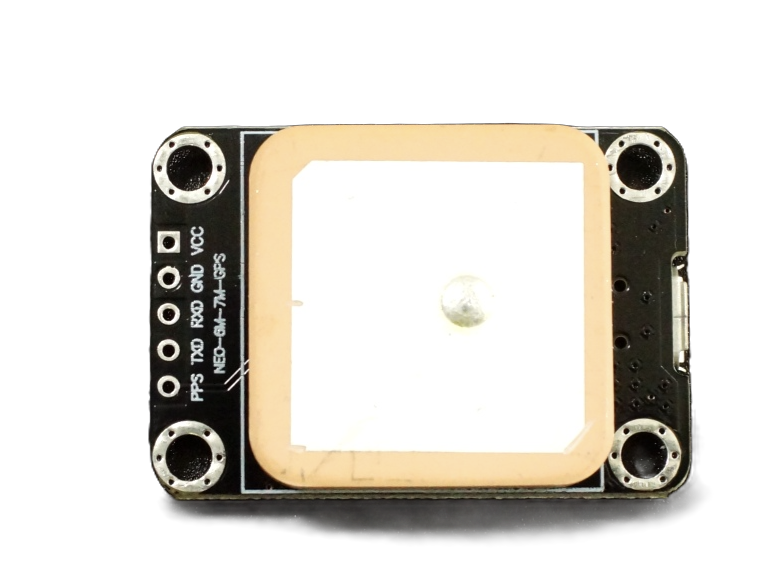 PPS TXD RXD GND VCC
NEO-6M~7M-GPS